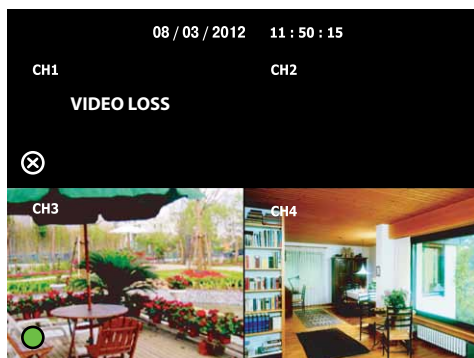 08 / 03 / 2012 11 : 50 : 15
CH1 CH2
VIDEO LOSS
CH3 CH4